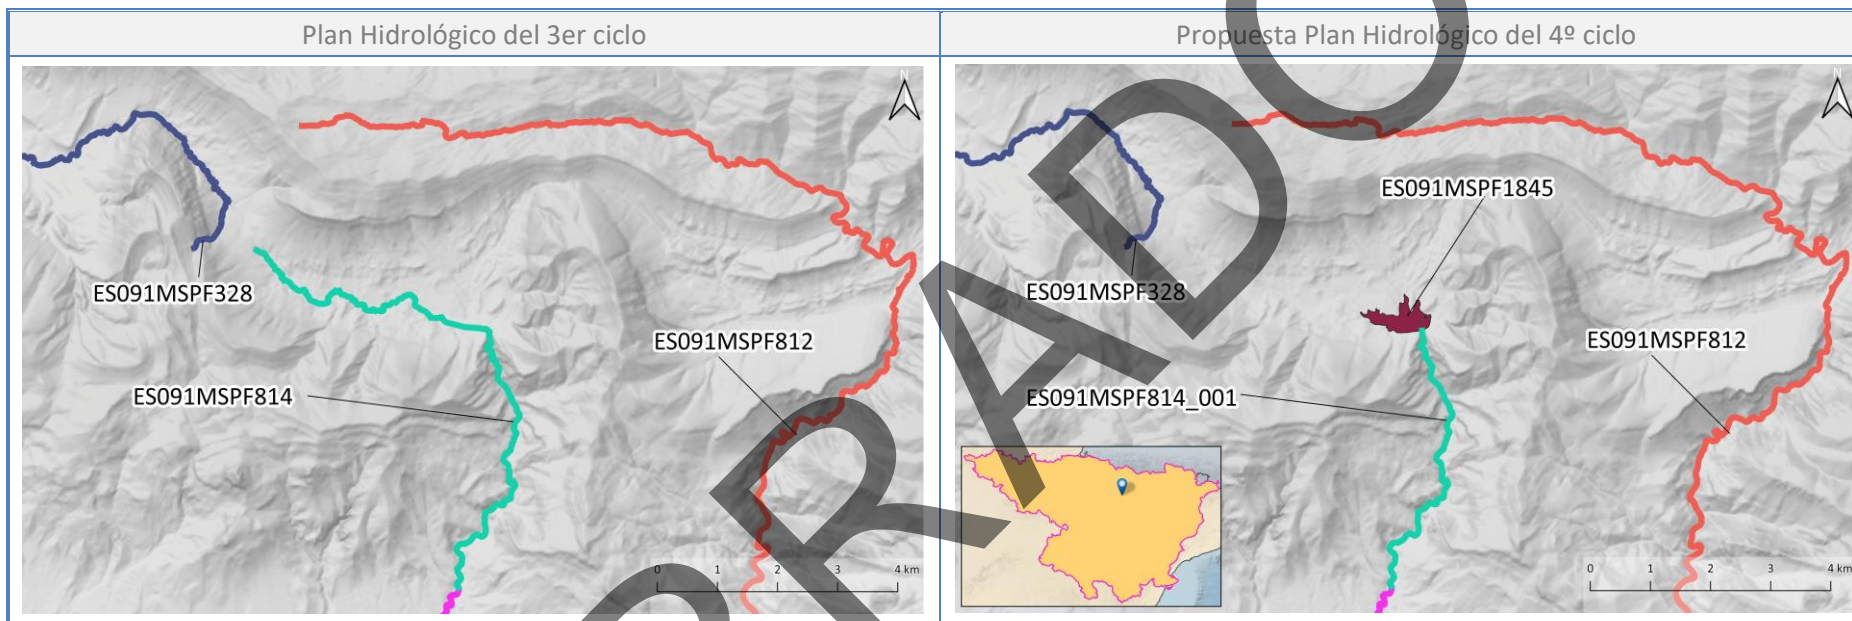 Plan Hidrológico del 3er ciclo
Propuesta Plan Hidrológico del 4º ciclo
N
ES091MSPF328
ES091MSPF812
ES091MSPF814
0 1 2 3 4 km
N
ES091MSPF1845
ES091MSPF328
ES091MSPF812
ES091MSPF814_001
0 1 2 3 4 km
RADO